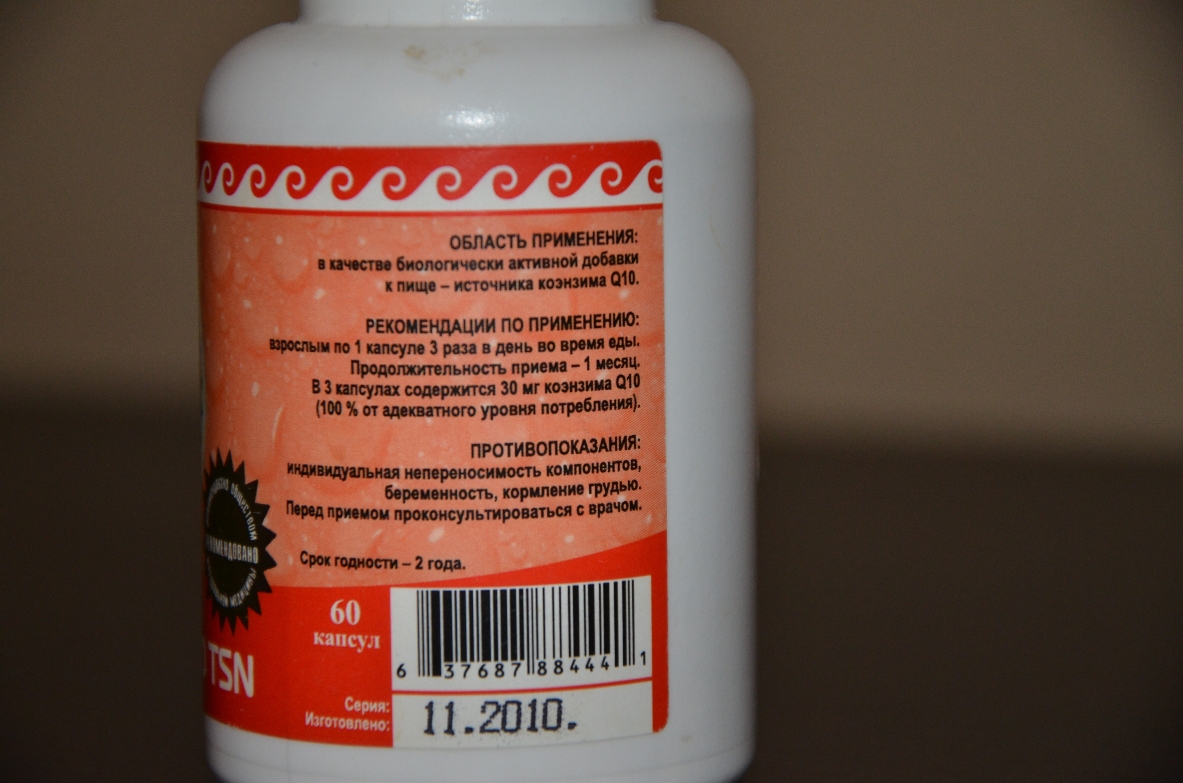 ОБЛАСТЬ ПРИМЕНЕНИЯ:
в качестве биологически активной добавки
к пище – источника коэнзима Q10.
РЕКОМЕНДАЦИИ ПО ПРИМЕНЕНИЮ:
взрослым по 1 капсуле 3 раза в день во время еды.
Продолжительность приема – 1 месяц.
В 3 капсулах содержится 30 мг коэнзима Q10
(100 % от адекватного уровня потребления).
ПРОТИВОПОКАЗАНИЯ:
индивидуальная непереносимость компонентов,
беременность, кормление грудью.
Перед приемом проконсультироваться с врачом.
Срок годности – 2 года.
обществом
60
капсул
6 37687 88444 1
TSN
Серия:
Изготовлено:
11.2010.